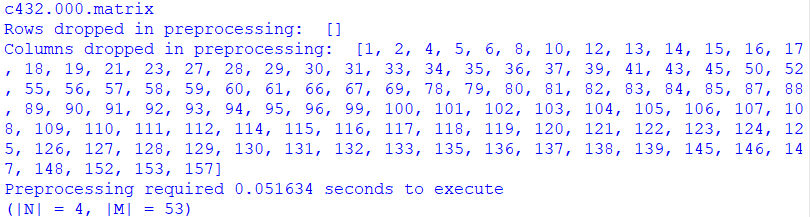 c432.000.matrix
Rows dropped in preprocessing:  []
Columns dropped in preprocessing:  [1, 2, 4, 5, 6, 8, 10, 12, 13, 14, 15, 16, 17
, 18, 19, 21, 23, 27, 28, 29, 30, 31, 33, 34, 35, 36, 37, 39, 41, 43, 45, 50, 52
, 55, 56, 57, 58, 59, 60, 61, 66, 67, 69, 78, 79, 80, 81, 82, 83, 84, 85, 87, 88
, 89, 90, 91, 92, 93, 94, 95, 96, 99, 100, 101, 102, 103, 104, 105, 106, 107, 10
8, 109, 110, 111, 112, 114, 115, 116, 117, 118, 119, 120, 121, 122, 123, 124, 12
5, 126, 127, 128, 129, 130, 131, 132, 133, 135, 136, 137, 138, 139, 145, 146, 14
7, 148, 152, 153, 157]
Preprocessing required 0.051634 seconds to execute
(|N| = 4, |M| = 53)